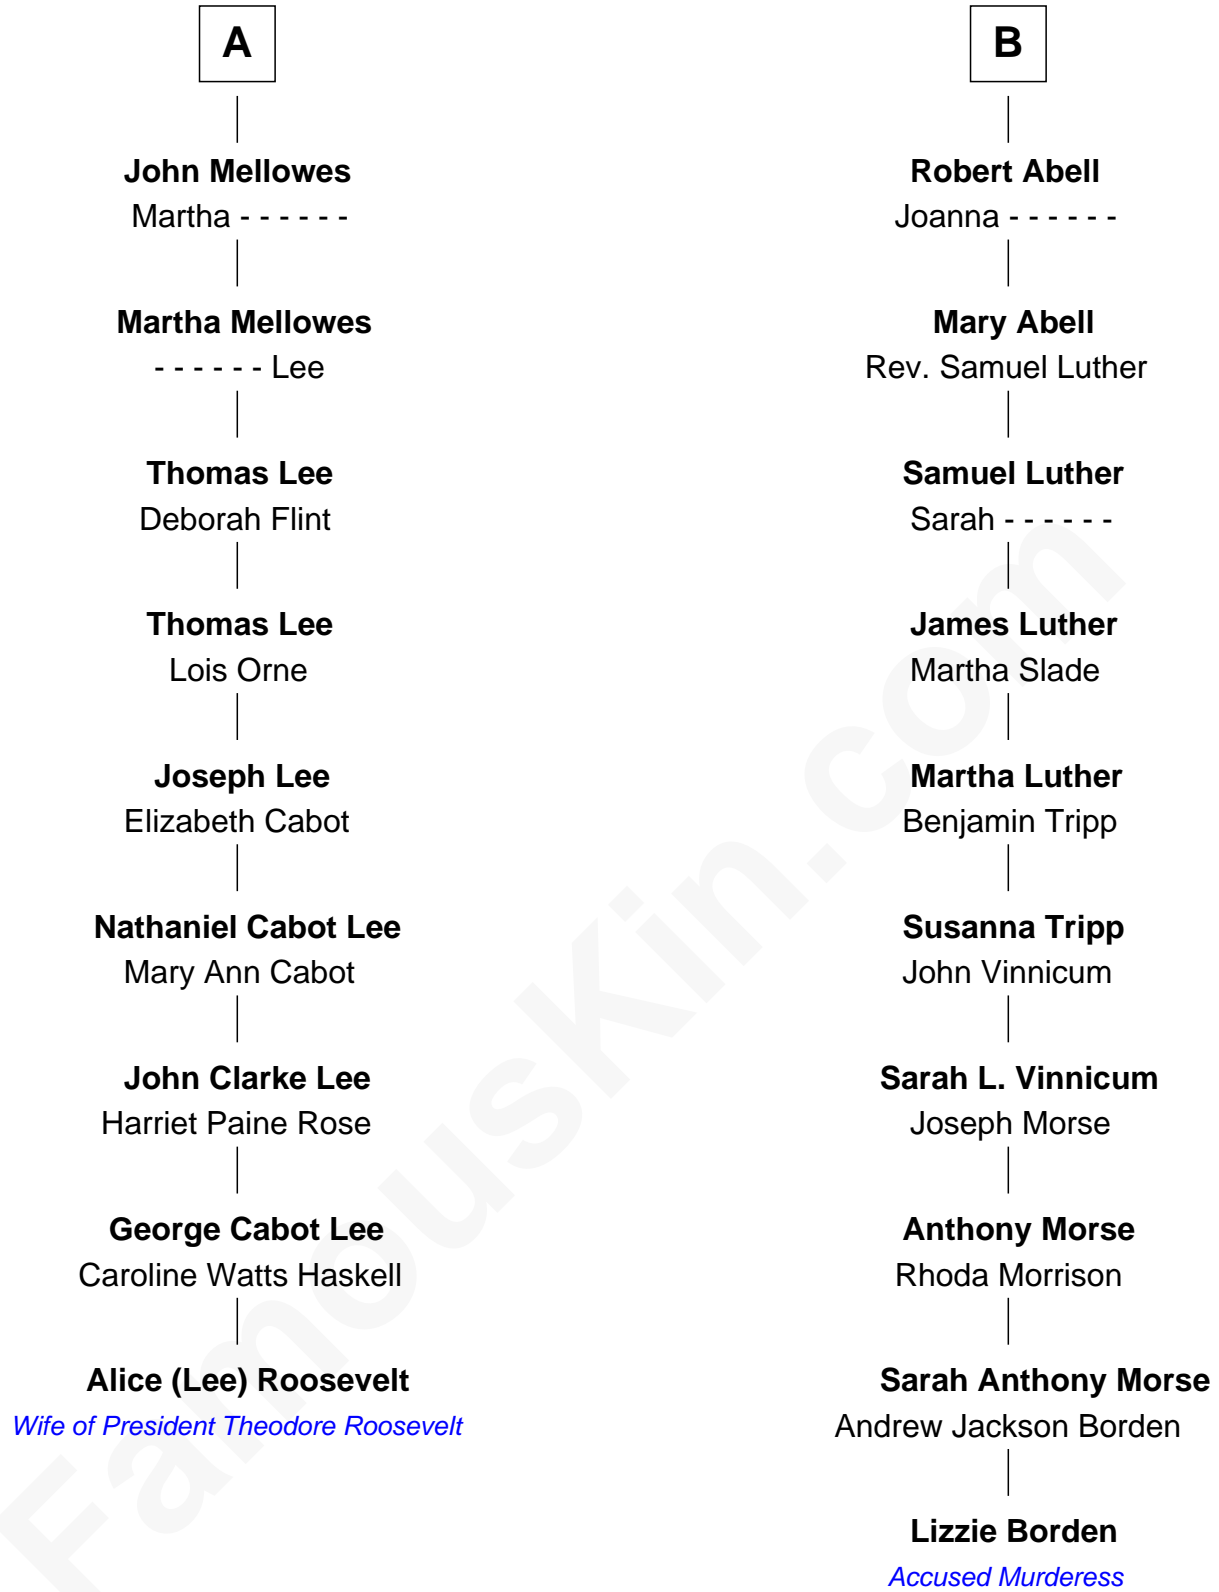 A
John Mellowes
Martha - - - - - -
Martha Mellowes
- - - - - - Lee
Thomas Lee
Deborah Flint
Thomas Lee
Lois Orne
Joseph Lee
Elizabeth Cabot
Nathaniel Cabot Lee
Mary Ann Cabot
John Clarke Lee
Harriet Paine Rose
George Cabot Lee
Caroline Watts Haskell
Alice (Lee) Roosevelt
Wife of President Theodore Roosevelt
B
Robert Abell
Joanna - - - - - -
Mary Abell
Rev. Samuel Luther
Samuel Luther
Sarah - - - - - -
James Luther
Martha Slade
Martha Luther
Benjamin Tripp
Susanna Tripp
John Vinnicum
Sarah L. Vinnicum
Joseph Morse
Anthony Morse
Rhoda Morrison
Sarah Anthony Morse
Andrew Jackson Borden
Lizzie Borden
Accused Murderess
FamousKin.com